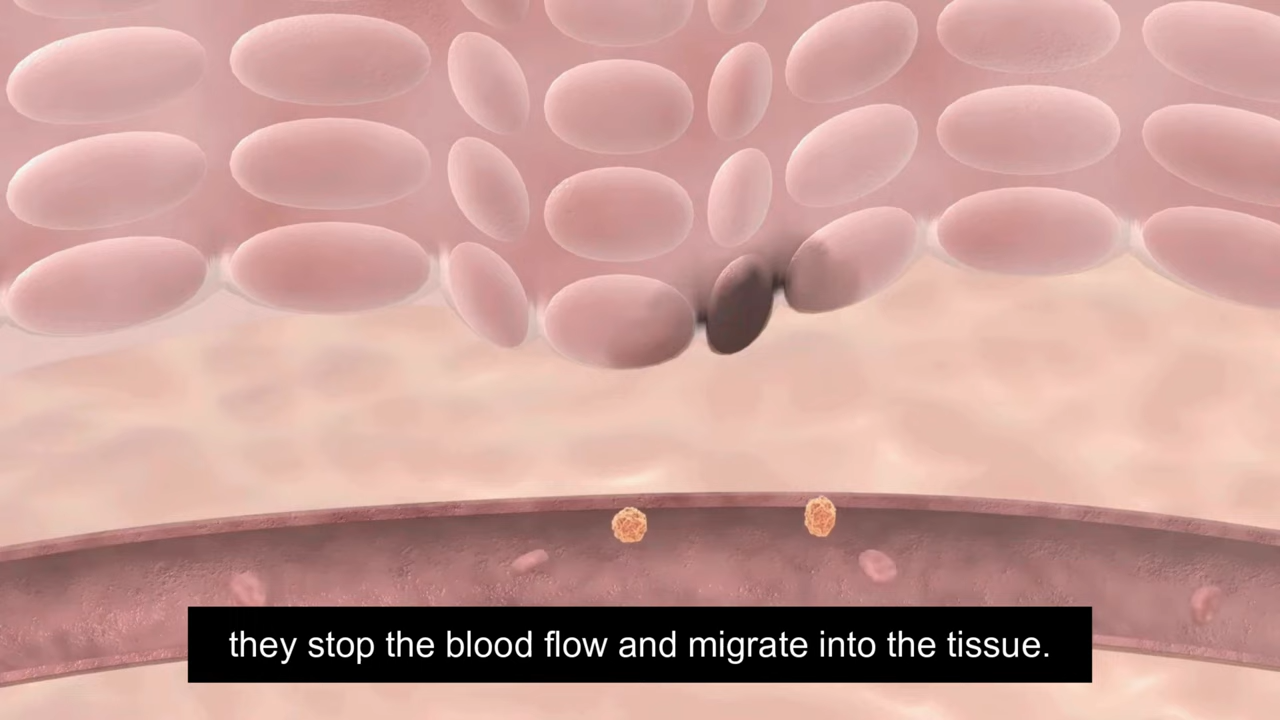 they stop the blood flow and migrate into the tissue.